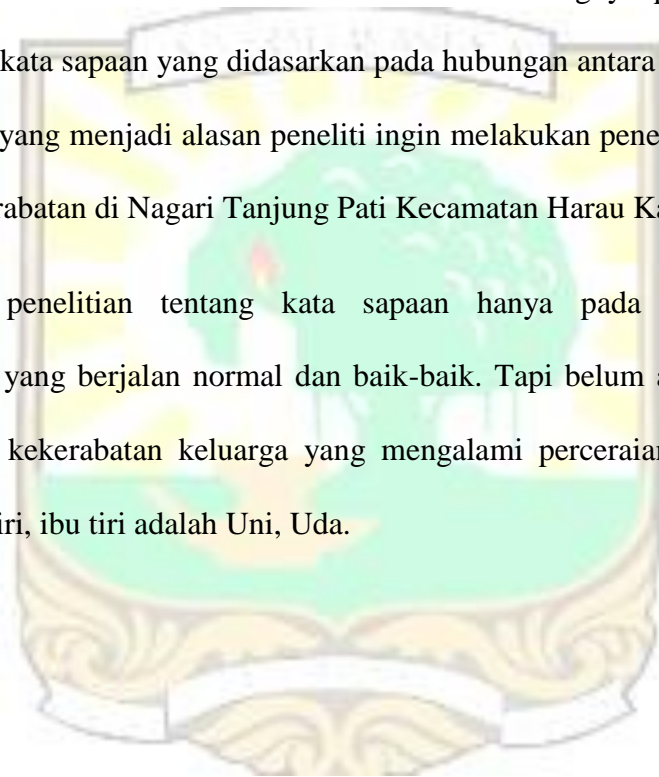 kata sapaan yang didasarkan pada hubungan antara
yang menjadi alasan peneliti ingin melakukan pene
rabatan di Nagari Tanjung Pati Kecamatan Harau Ka
penelitian tentang kata sapaan hanya pada
yang berjalan normal dan baik-baik. Tapi belum a
kekerabatan keluarga yang mengalami perceraian
iri, ibu tiri adalah Uni, Uda.